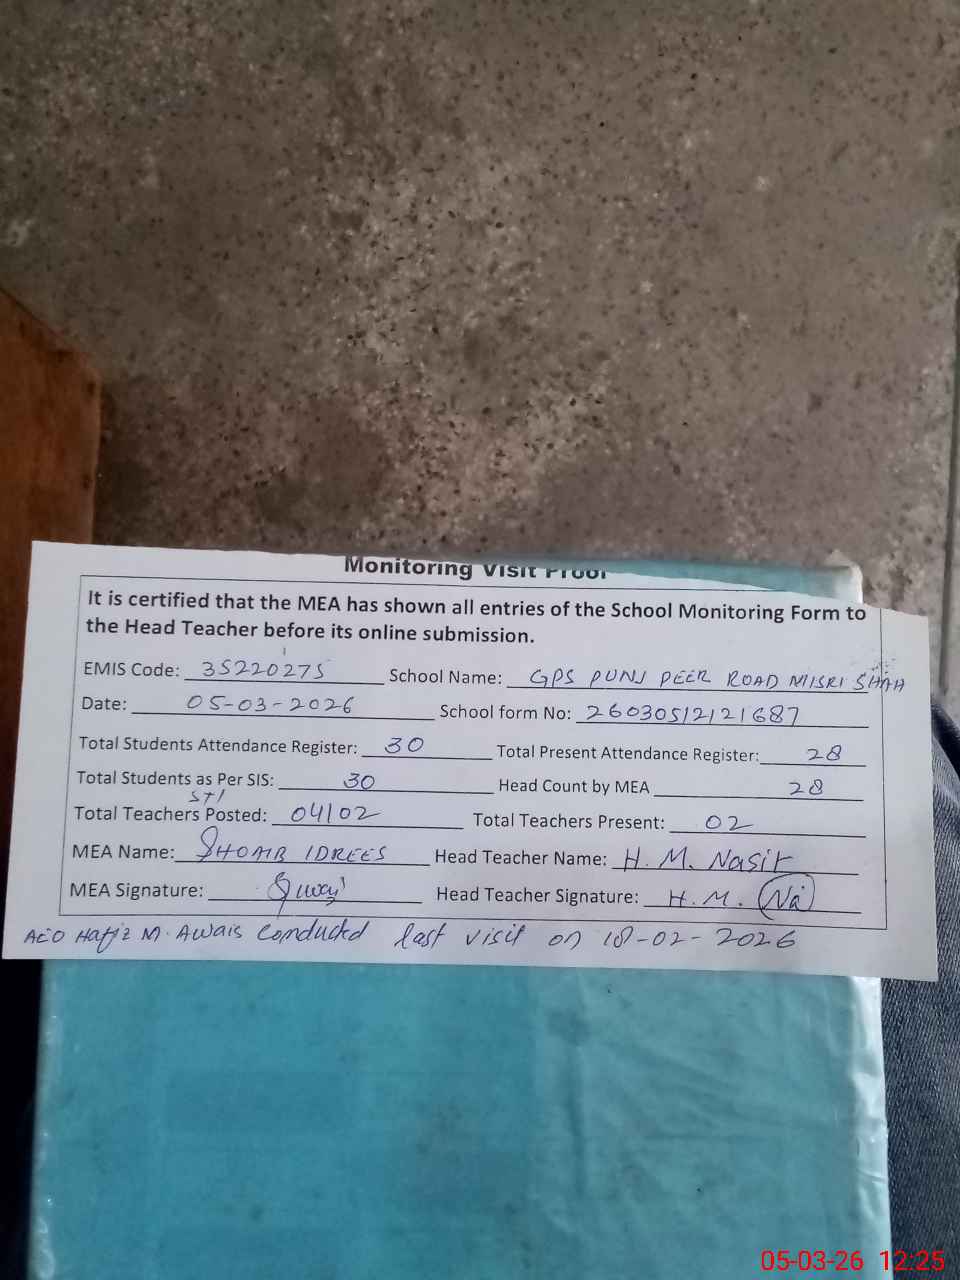 Monitoring Visit Proof
It is certified that the MEA has shown all entries of the School Monitoring Form to
the Head Teacher before its online submission.
EMIS Code: 35220275 School Name: GPS PUNJ PEER ROAD MISRI SHAH
Date: 05-03-2026 School form No: 26030512121687
Total Students Attendance Register: 30 Total Present Attendance Register: 28
Total Students as Per SIS: 30 Head Count by MEA 28
STI
Total Teachers Posted: 04/02 Total Teachers Present: 02
MEA Name: SHOAIB IDREES Head Teacher Name: H. M. Nasir
MEA Signature: Head Teacher Signature: H. M.
AEO Hafiz M. Awais Conducted last visit on 18-02-2026
05-03-26 12:25